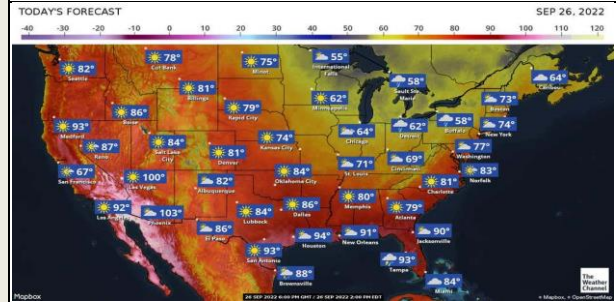 TODAY'S FORECAST
SEP 26, 2022
-40 -30 -20 -10 0 10 20 30 40 50 60 70 80 90 100 110 120
78°
Cut Bank
75°
Minot
55°
International
Falls
82°
Seattle
58°
Sault Ste.
Marie
64°
Caribou
81°
Billings
62°
Minneapolis
73°
Boston
86°
Boise
79°
Rapid City
58°
Buffalo
62°
Detroit
74°
New York
93°
Medford
64°
Chicago
87°
Reno
84°
Salt Lake
City
74°
Kansas City
77°
Washington
81°
Denver
71°
St. Louis
69°
Cincinnati
67°
San Francisco
100°
Las Vegas
84°
Oklahoma City
83°
Norfolk
82°
Albuquerque
81°
Charlotte
80°
Memphis
92°
Los Angeles
103°
Phoenix
84°
Lubbock
86°
Dallas
79°
Atlanta
86°
El Paso
94°
Houston
91°
New Orleans
90°
Jacksonville
93°
San Antonio
93°
Tampa
88°
Brownsville
84°
Miami
The
Weather
Channel
Mapbox
26 SEP 2022 6:00 PM GMT / 26 SEP 2022 2:00 PM EDT
© Mapbox, © OpenStreetMap